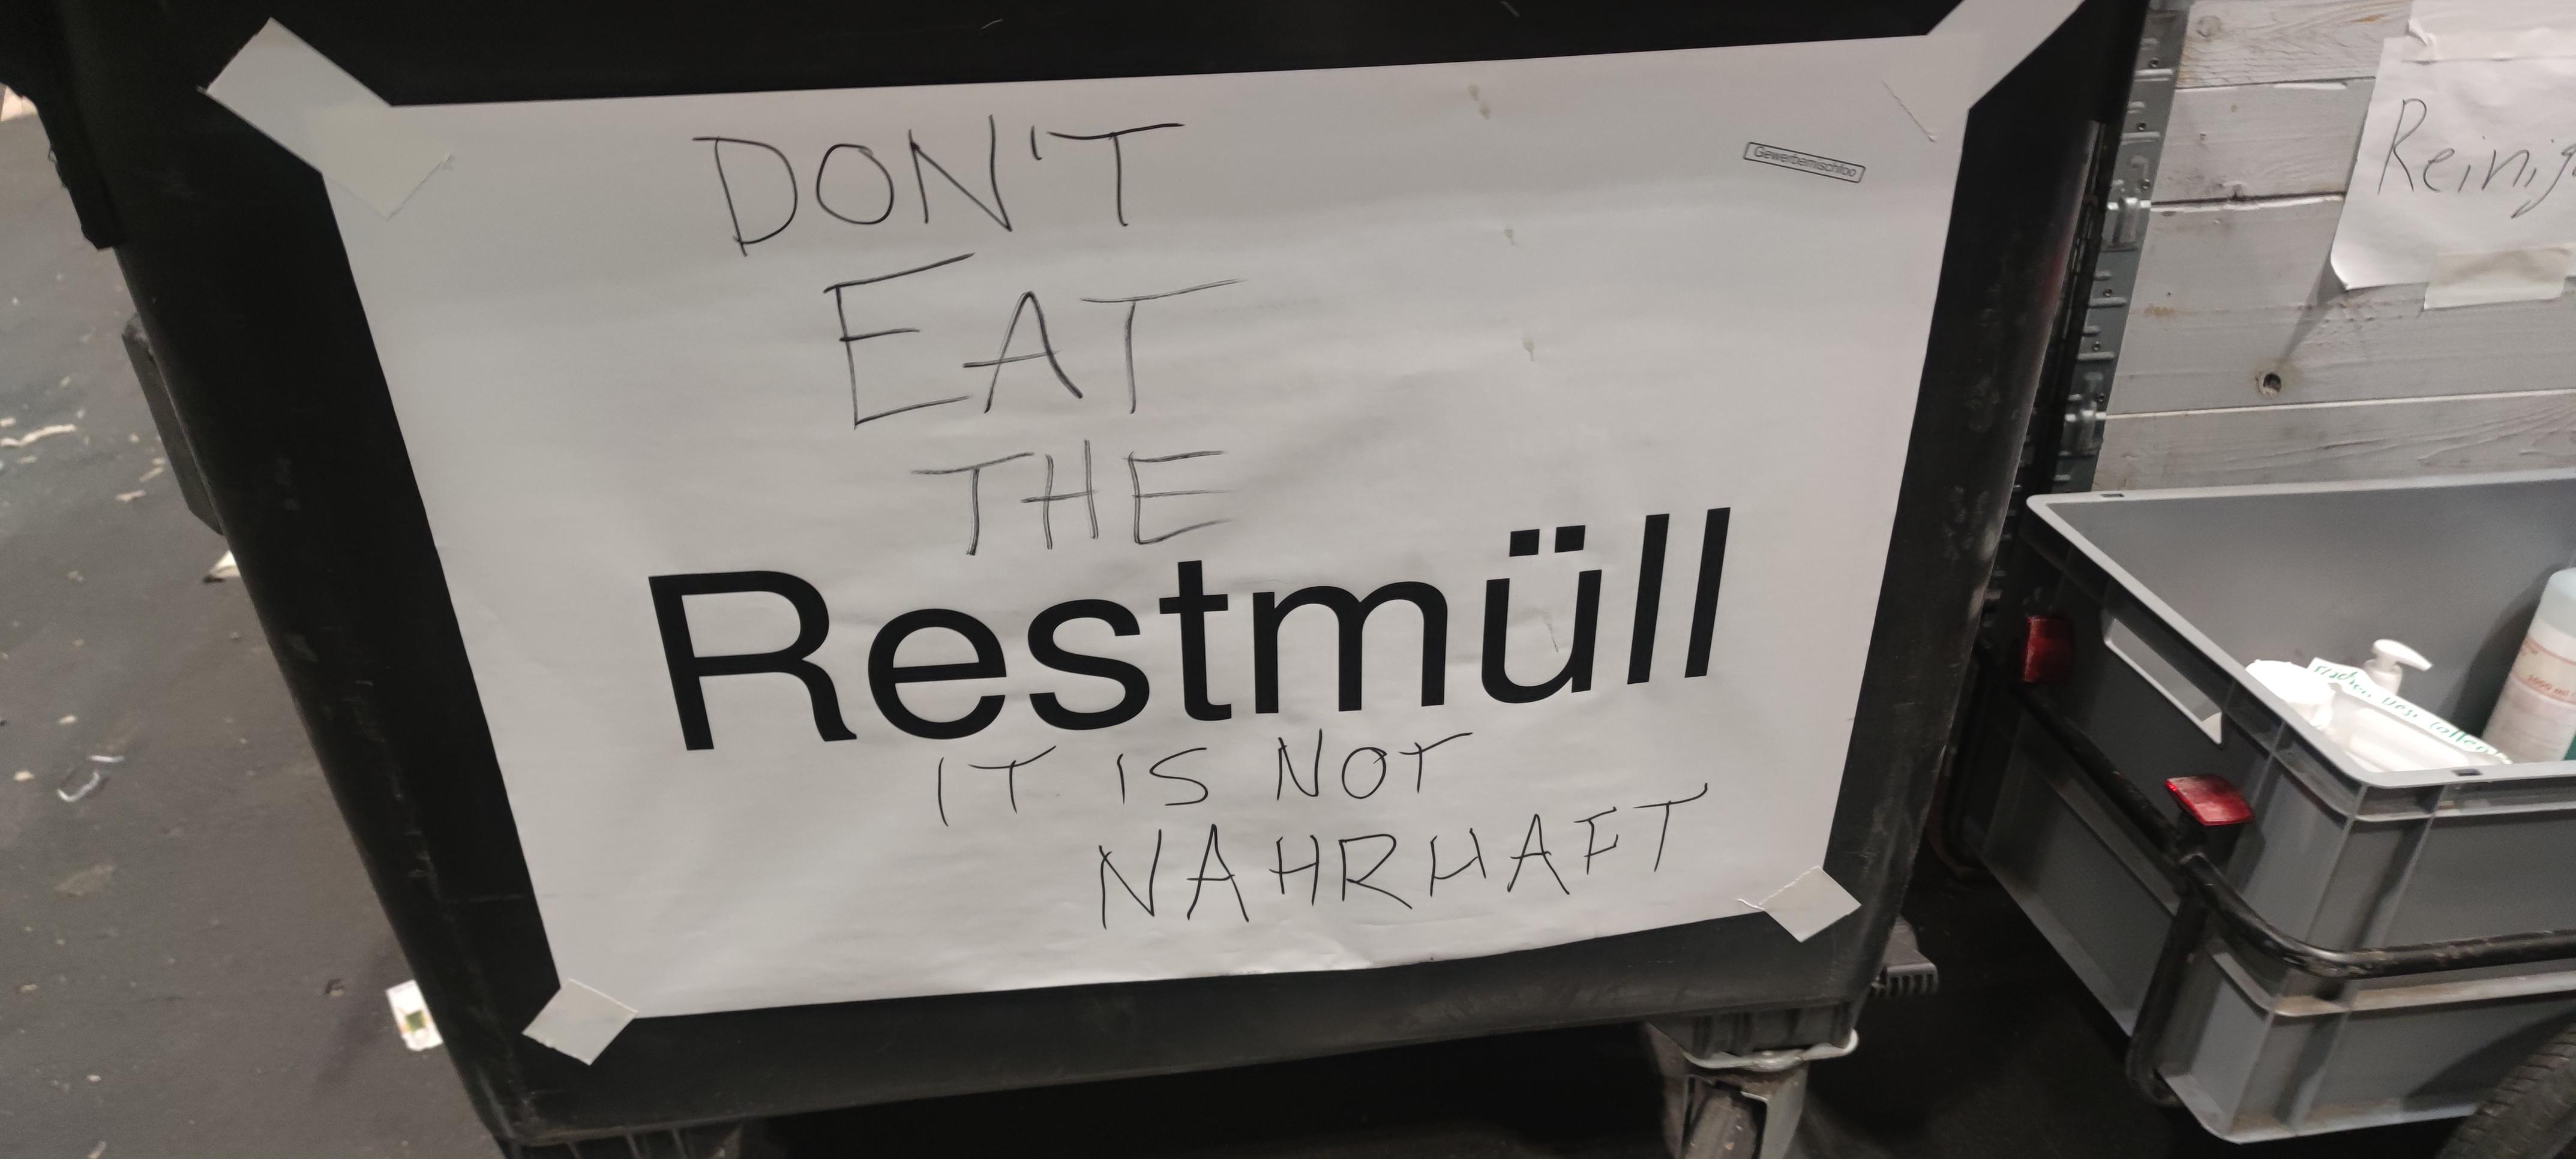 DON'T
EAT
THE
Restmüll
IT IS NOT
NAHRHAFT